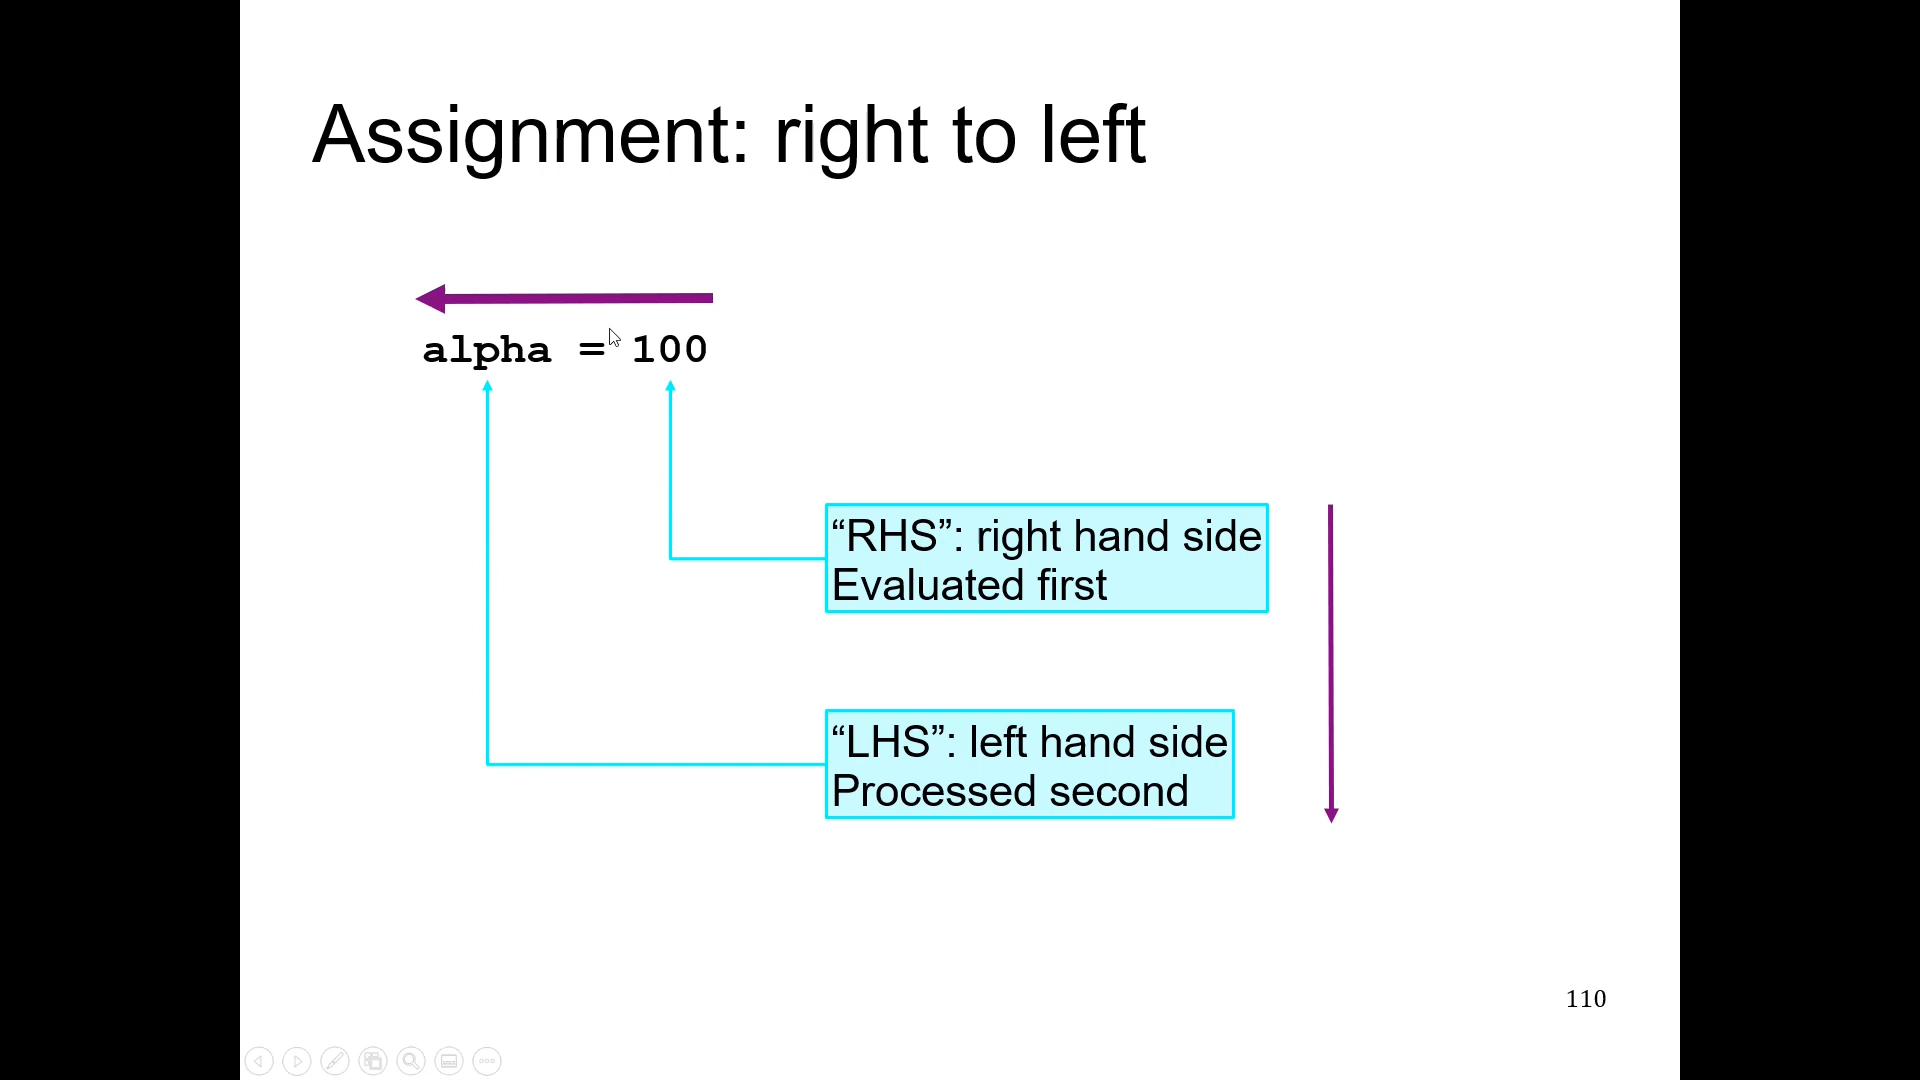 Assignment: right to left
alpha = 100
“RHS”: right hand side
Evaluated first
“LHS”: left hand side
Processed second
110